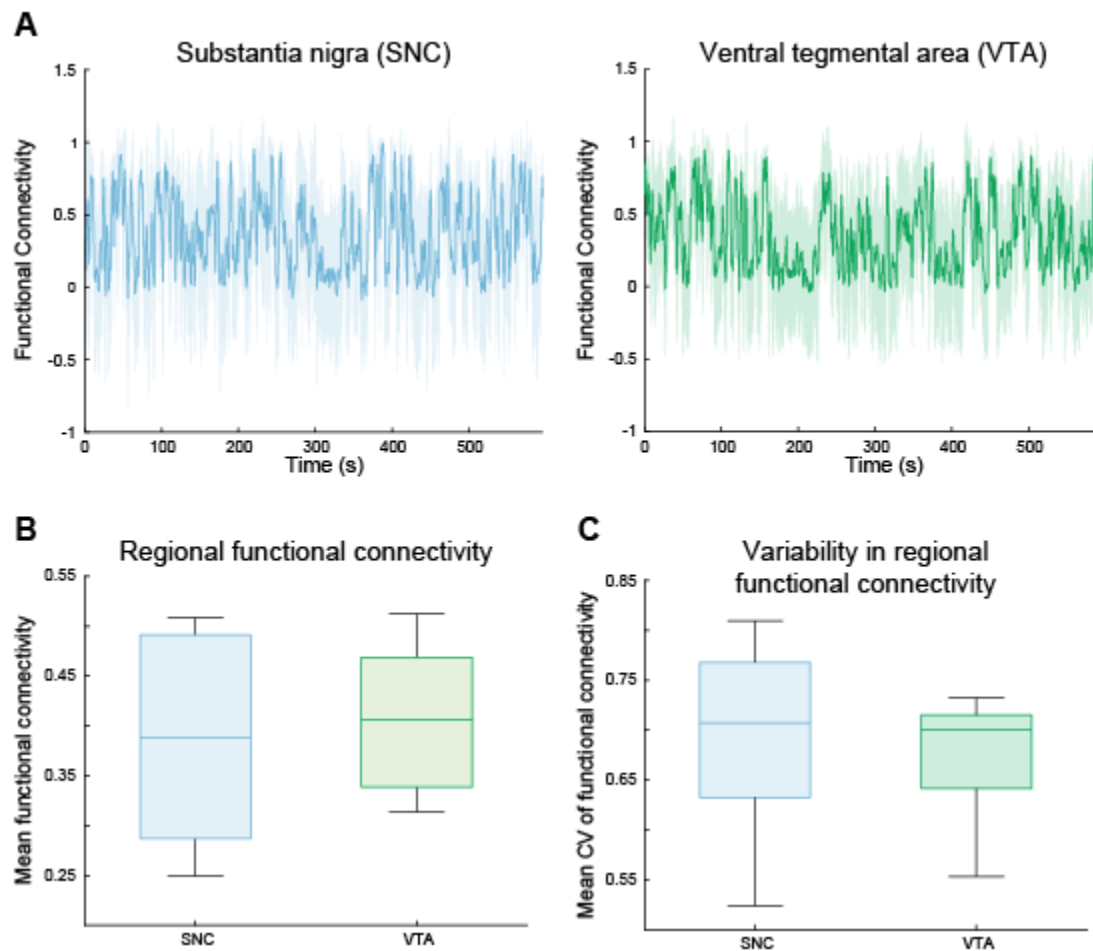 A
Substantia nigra (SNC)
Functional Connectivity
1.5
1
0.5
0
-0.5
-1
0 100 200 300 400 500
Time (s)
Ventral tegmental area (VTA)
Functional Connectivity
1.5
1
0.5
0
-0.5
-1
0 100 200 300 400 500
Time (s)
B
Regional functional connectivity
Mean functional connectivity
0.55
0.45
0.35
0.25
SNC VTA
C
Variability in regional
functional connectivity
Mean CV of functional connectivity
0.85
0.75
0.65
0.55
SNC VTA